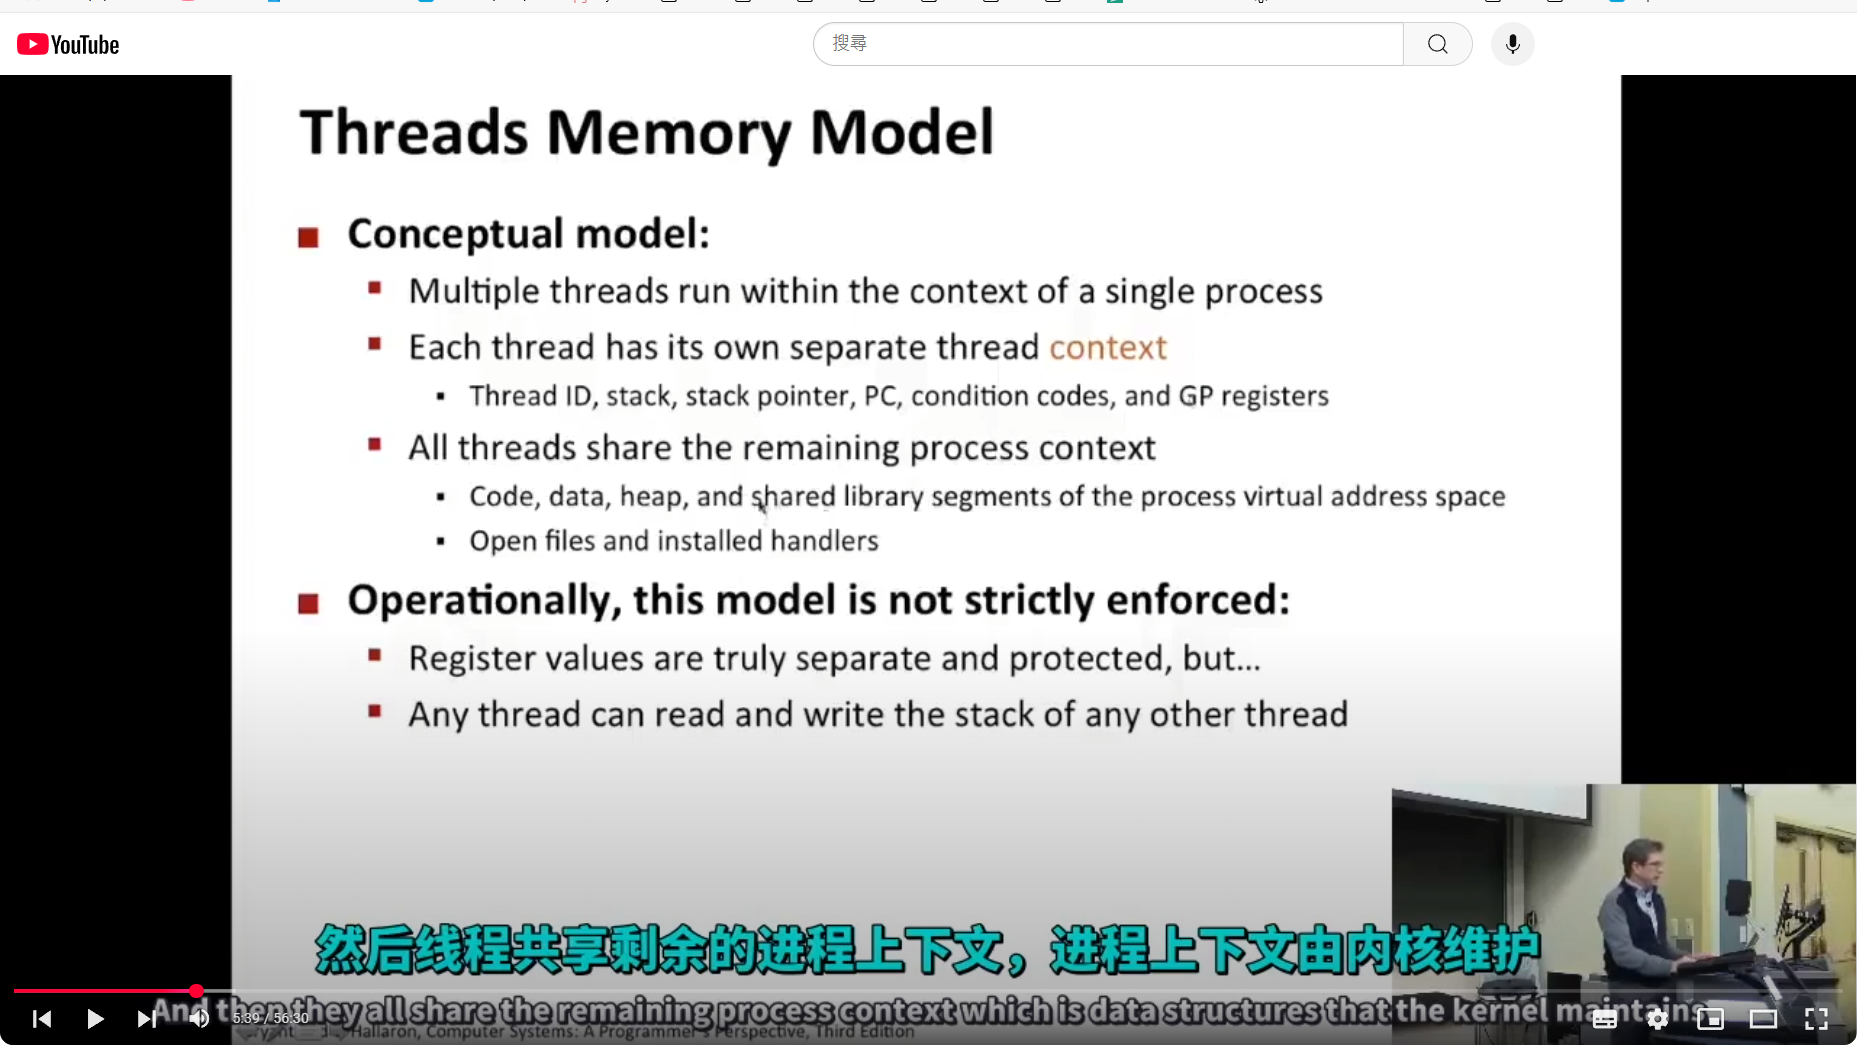 YouTube
搜尋
Threads Memory Model
Conceptual model:
Multiple threads run within the context of a single process
Each thread has its own separate thread context
Thread ID, stack, stack pointer, PC, condition codes, and GP registers
All threads share the remaining process context
Code, data, heap, and shared library segments of the process virtual address space
Open files and installed handlers
Operationally, this model is not strictly enforced:
Register values are truly separate and protected, but…
Any thread can read and write the stack of any other thread
然后线程共享剩余的进程上下文，进程上下文由内核维护
And then they all share the remaining process context which is data structures that the kernel maintains
5:39 / 56:30
Hallaron, Computer Systems: A Programmer's Perspective, Third Edition